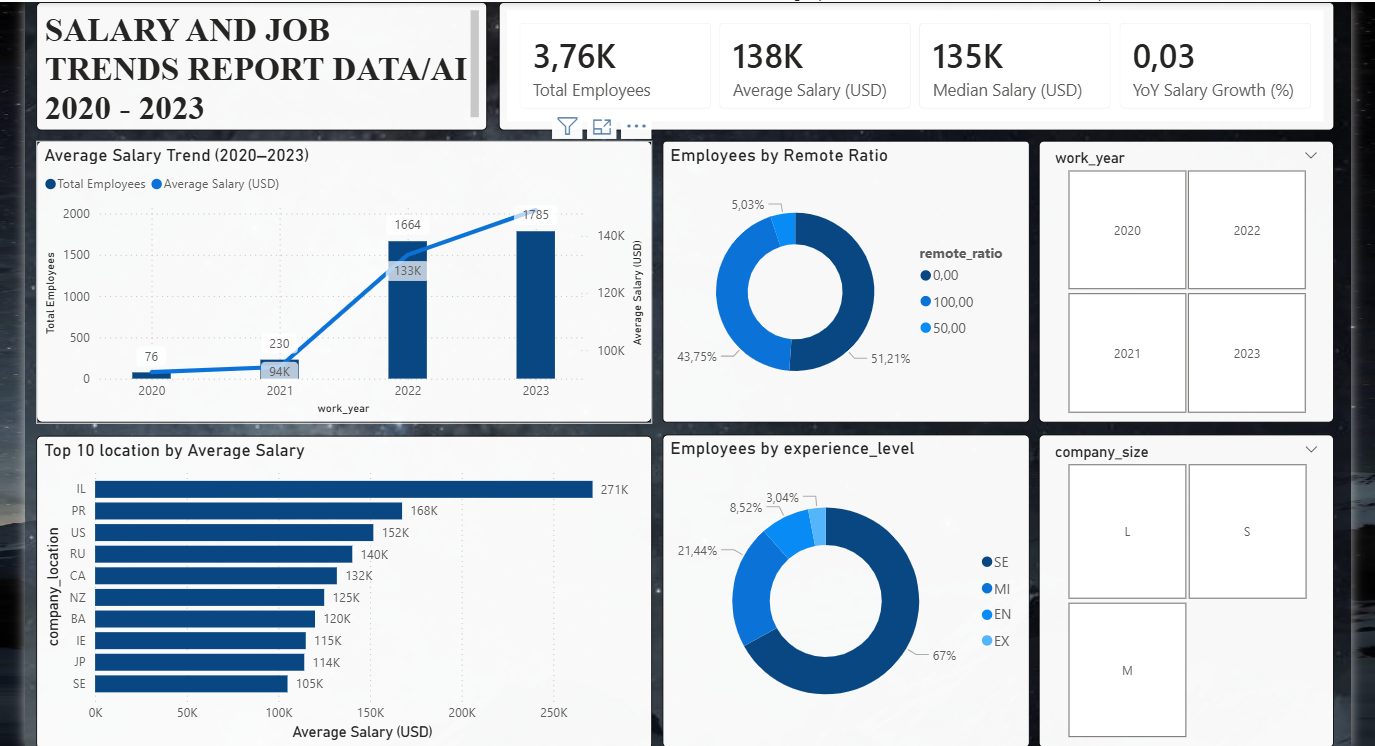 SALARY AND JOB
TRENDS REPORT DATA/AI
2020 - 2023
3,76K
Total Employees
138K
Average Salary (USD)
135K
Median Salary (USD)
0,03
YoY Salary Growth (%)
Average Salary Trend (2020–2023)
Total Employees
Average Salary (USD)
2000
1500
1000
500
0
Total Employees
76
230
1664
1785
94K
133K
140K
120K
100K
Average Salary (USD)
2020
2021
2022
2023
work_year
Employees by Remote Ratio
5,03%
43,75%
51,21%
remote_ratio
0,00
100,00
50,00
work_year
2020
2022
2021
2023
Top 10 location by Average Salary
company_location
IL
271K
PR
168K
US
152K
RU
140K
CA
132K
NZ
125K
BA
120K
IE
115K
JP
114K
SE
105K
0K
50K
100K
150K
200K
250K
Average Salary (USD)
Employees by experience_level
3,04%
8,52%
21,44%
67%
SE
MI
EN
EX
company_size
L
S
M